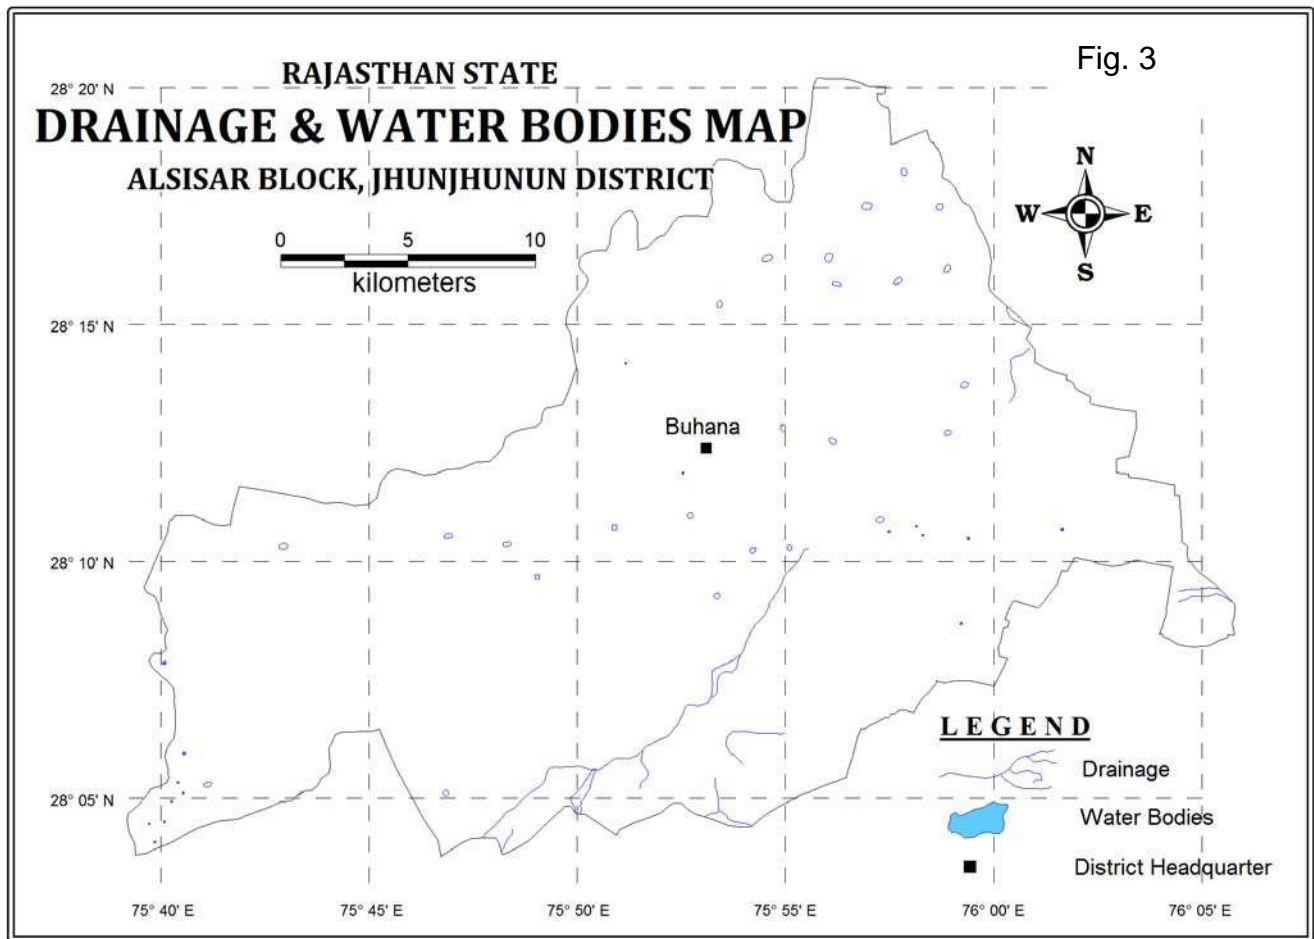 Fig. 3
RAJASTHAN STATE
DRAINAGE & WATER BODIES MAP
ALSISAR BLOCK, JHUNJHUNUN DISTRICT
0 5 10
kilometers
N
W E
S
28° 20' N
28° 15' N
28° 10' N
28° 05' N
Buhana
LEGEND
Drainage
Water Bodies
District Headquarter
75° 40' E 75° 45' E 75° 50' E 75° 55' E 76° 00' E 76° 05' E